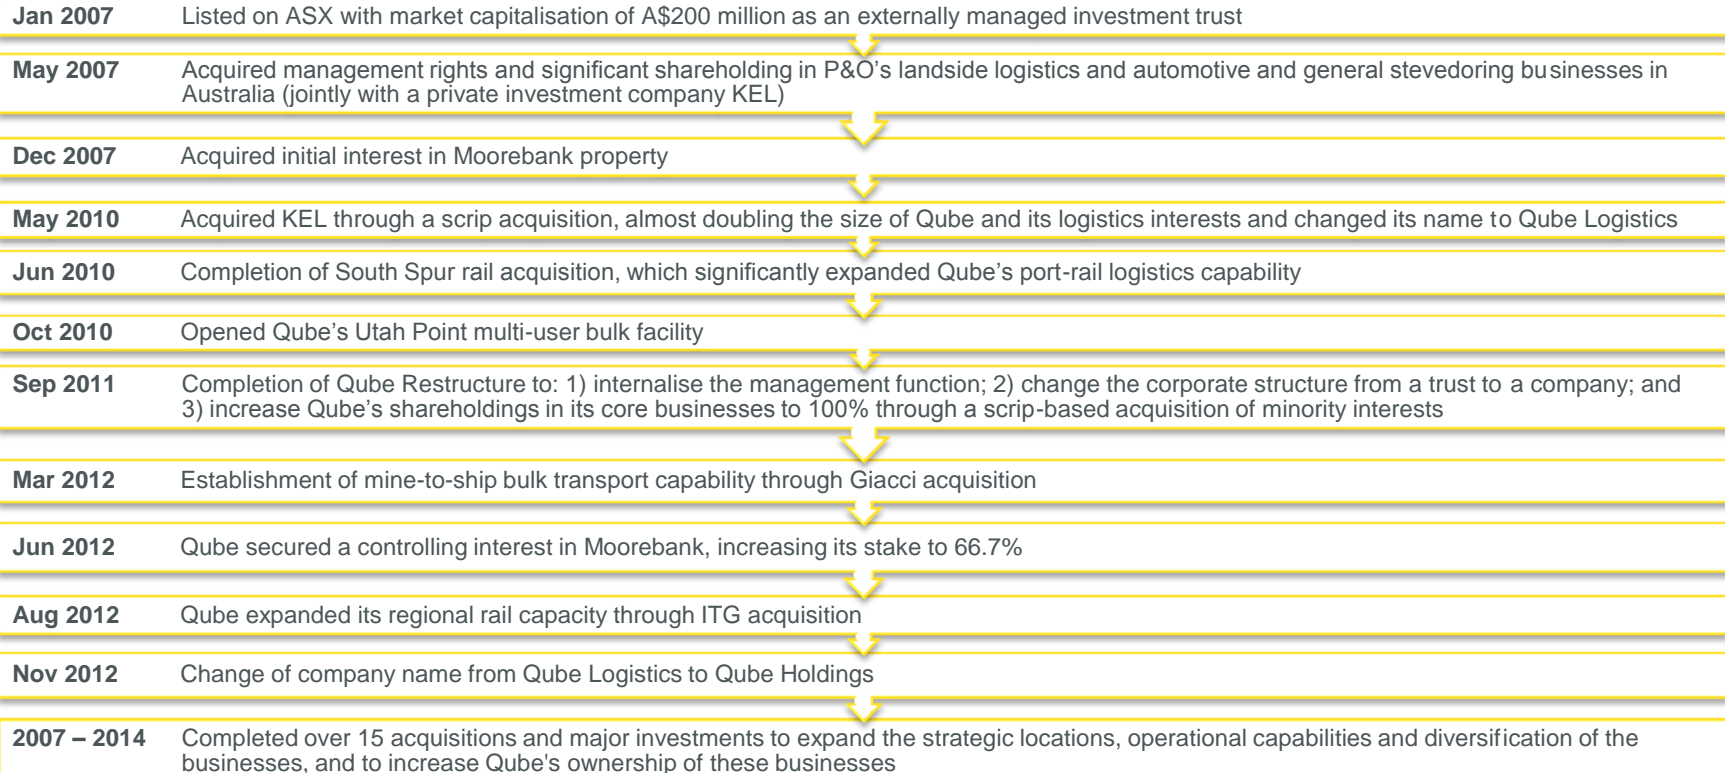 Jan 2007 Listed on ASX with market capitalisation of A$200 million as an externally managed investment trust
May 2007 Acquired management rights and significant shareholding in P&O’s landside logistics and automotive and general stevedoring businesses in
Australia (jointly with a private investment company KEL)
Dec 2007 Acquired initial interest in Moorebank property
May 2010 Acquired KEL through a scrip acquisition, almost doubling the size of Qube and its logistics interests and changed its name to Qube Logistics
Jun 2010 Completion of South Spur rail acquisition, which significantly expanded Qube’s port-rail logistics capability
Oct 2010 Opened Qube’s Utah Point multi-user bulk facility
Sep 2011 Completion of Qube Restructure to: 1) internalise the management function; 2) change the corporate structure from a trust to a company; and
3) increase Qube’s shareholdings in its core businesses to 100% through a scrip-based acquisition of minority interests
Mar 2012 Establishment of mine-to-ship bulk transport capability through Giacci acquisition
Jun 2012 Qube secured a controlling interest in Moorebank, increasing its stake to 66.7%
Aug 2012 Qube expanded its regional rail capacity through ITG acquisition
Nov 2012 Change of company name from Qube Logistics to Qube Holdings
2007 – 2014 Completed over 15 acquisitions and major investments to expand the strategic locations, operational capabilities and diversification of the
businesses, and to increase Qube's ownership of these businesses